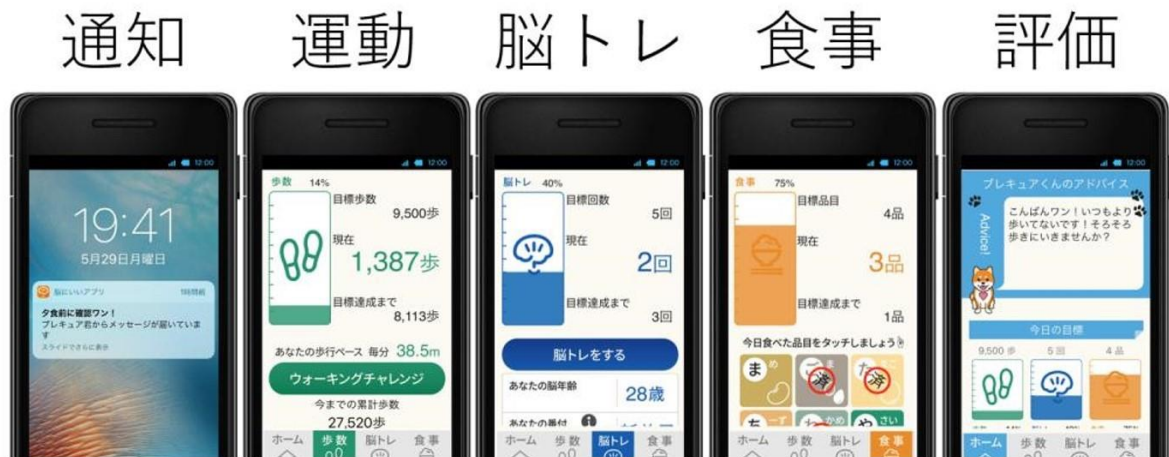 通知 運動 脳トレ 食事 評価
12:00
19:41
5月29日月曜日
脳にいいアプリ 1時間前
夕食前に確認ワン！
プレキュア君からメッセージが届いていま
す
スライドでさらに表示
12:00
歩数 14%
目標歩数
9,500歩
現在
1,387歩
目標達成まで
8,113歩
あなたの歩行ペース 毎分 38.5m
ウォーキングチャレンジ
今までの累計歩数
27,520歩
ホーム 歩数 脳トレ 食事
12:00
脳トレ 40%
目標回数
5回
現在
2回
目標達成まで
3回
脳トレをする
あなたの脳年齢
28歳
あなたの番付
ホーム 歩数 脳トレ 食事
12:00
食事 75%
目標品目
4品
現在
3品
目標達成まで
1品
今日食べた品目をタッチしましょう
まめ ごま 済 済
ホーム 歩数 脳トレ 食事
12:00
プレキュアくんのアドバイス
Advice!
こんばんワン！いつもより
歩いてないです！そろそろ
歩きにいきませんか？
今日の目標
9,500 歩 5 回 4 品
ホーム 歩数 脳トレ 食事